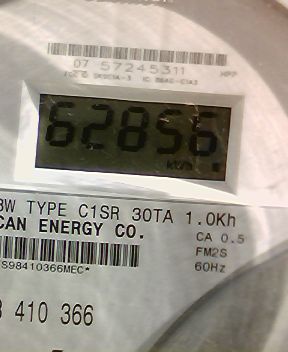 07 57245311
62856
kWh
3W TYPE C1SR 30TA 1.0Kh
CAN ENERGY CO.
CA 0.5
FM2S
60Hz
S98410366MEC*
410 366